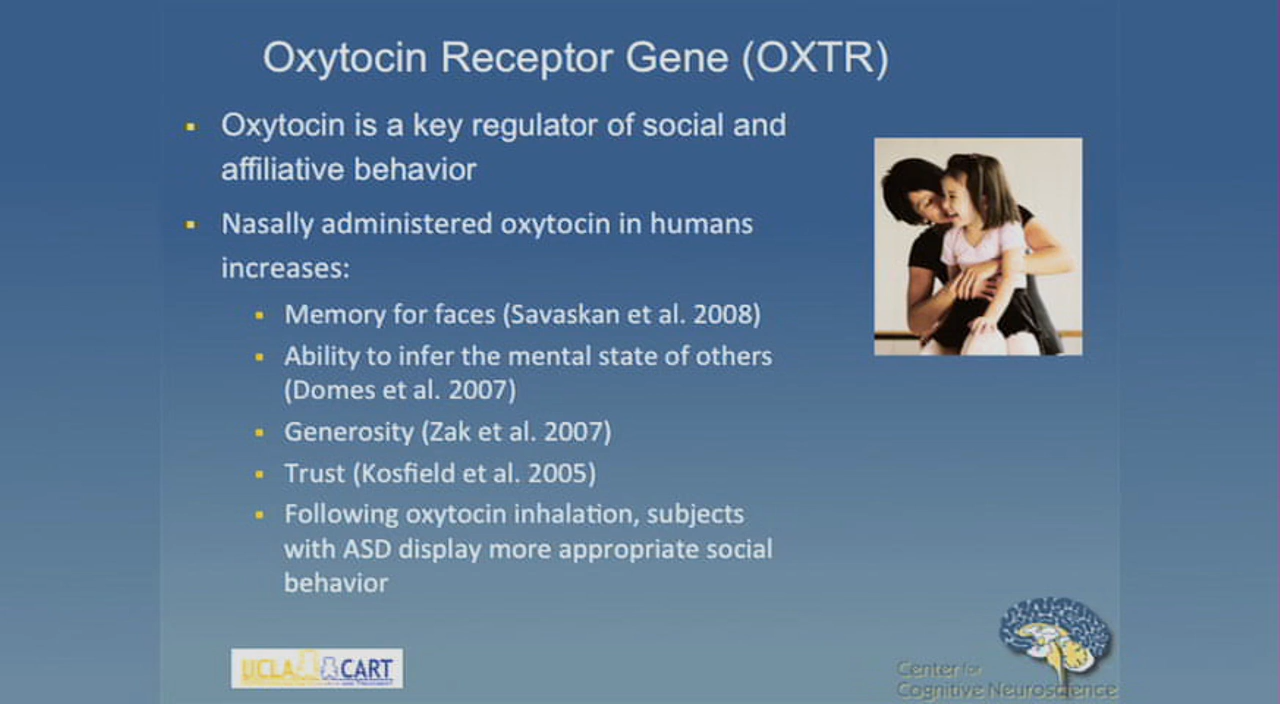 Oxytocin Receptor Gene (OXTR)
Oxytocin is a key regulator of social and
affiliative behavior
Nasally administered oxytocin in humans
increases:
Memory for faces (Savaskan et al. 2008)
Ability to infer the mental state of others
(Domes et al. 2007)
Generosity (Zak et al. 2007)
Trust (Kosfield et al. 2005)
Following oxytocin inhalation, subjects
with ASD display more appropriate social
behavior
UCLA CART
Center for
Cognitive Neuroscience